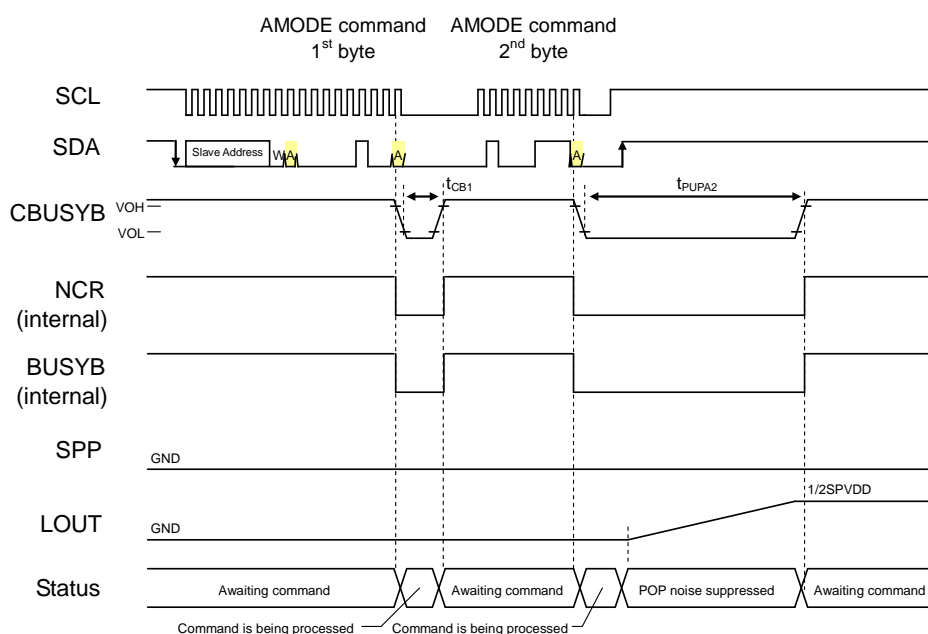 AMODE command
1st byte
AMODE command
2nd byte
SCL
SDA
Slave Address
W
A
A
A
tCB1
tPUPA2
CBUSYB
VOH
VOL
NCR
(internal)
BUSYB
(internal)
SPP
GND
1/2SPVDD
LOUT
GND
Status
Awaiting command
Awaiting command
POP noise suppressed
Awaiting command
Command is being processed
Command is being processed